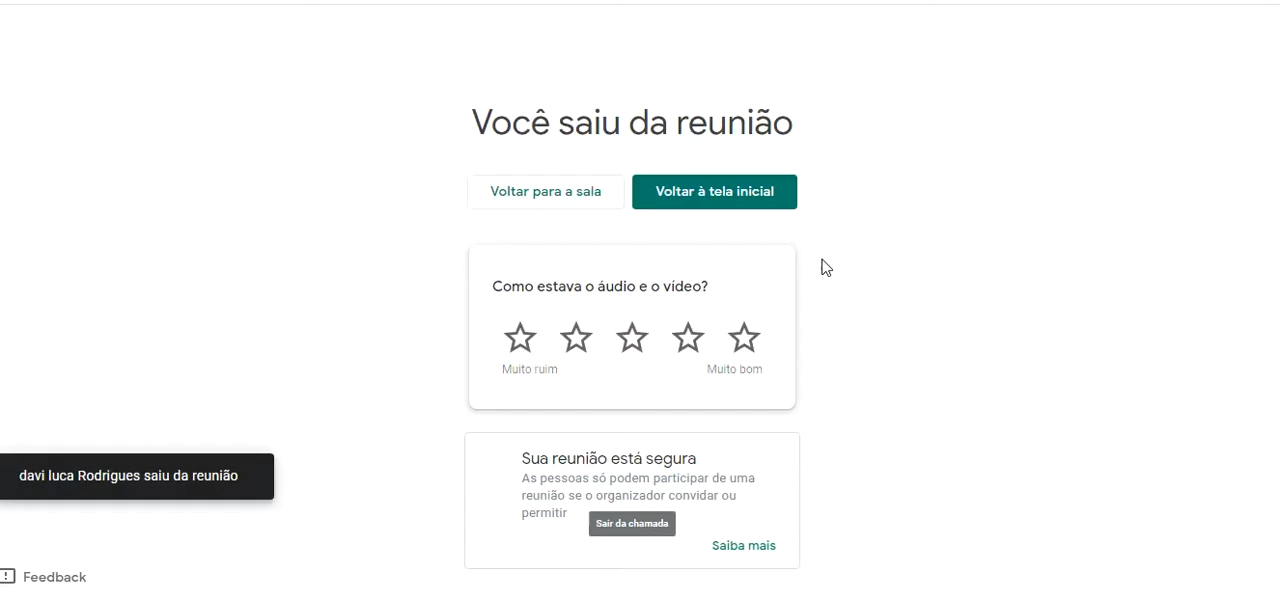 Você saiu da reunião
Voltar para a sala
Voltar à tela inicial
Como estava o áudio e o vídeo?
Muito ruim
Muito bom
davi luca Rodrigues saiu da reunião
Sua reunião está segura
As pessoas só podem participar de uma
reunião se o organizador convidar ou
permitir
Sair da chamada
Saiba mais
Feedback